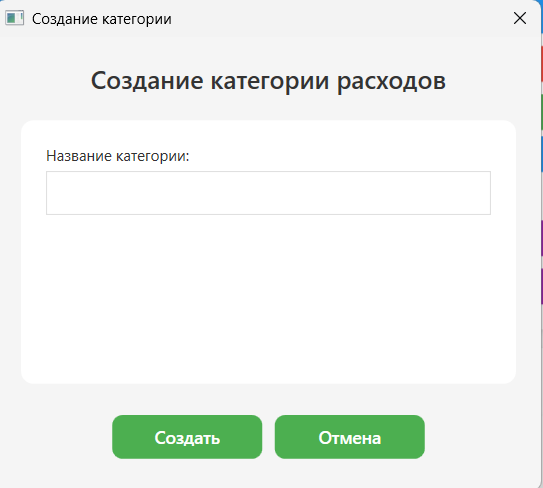 Создание категории
Создание категории расходов
Название категории:
Создать
Отмена